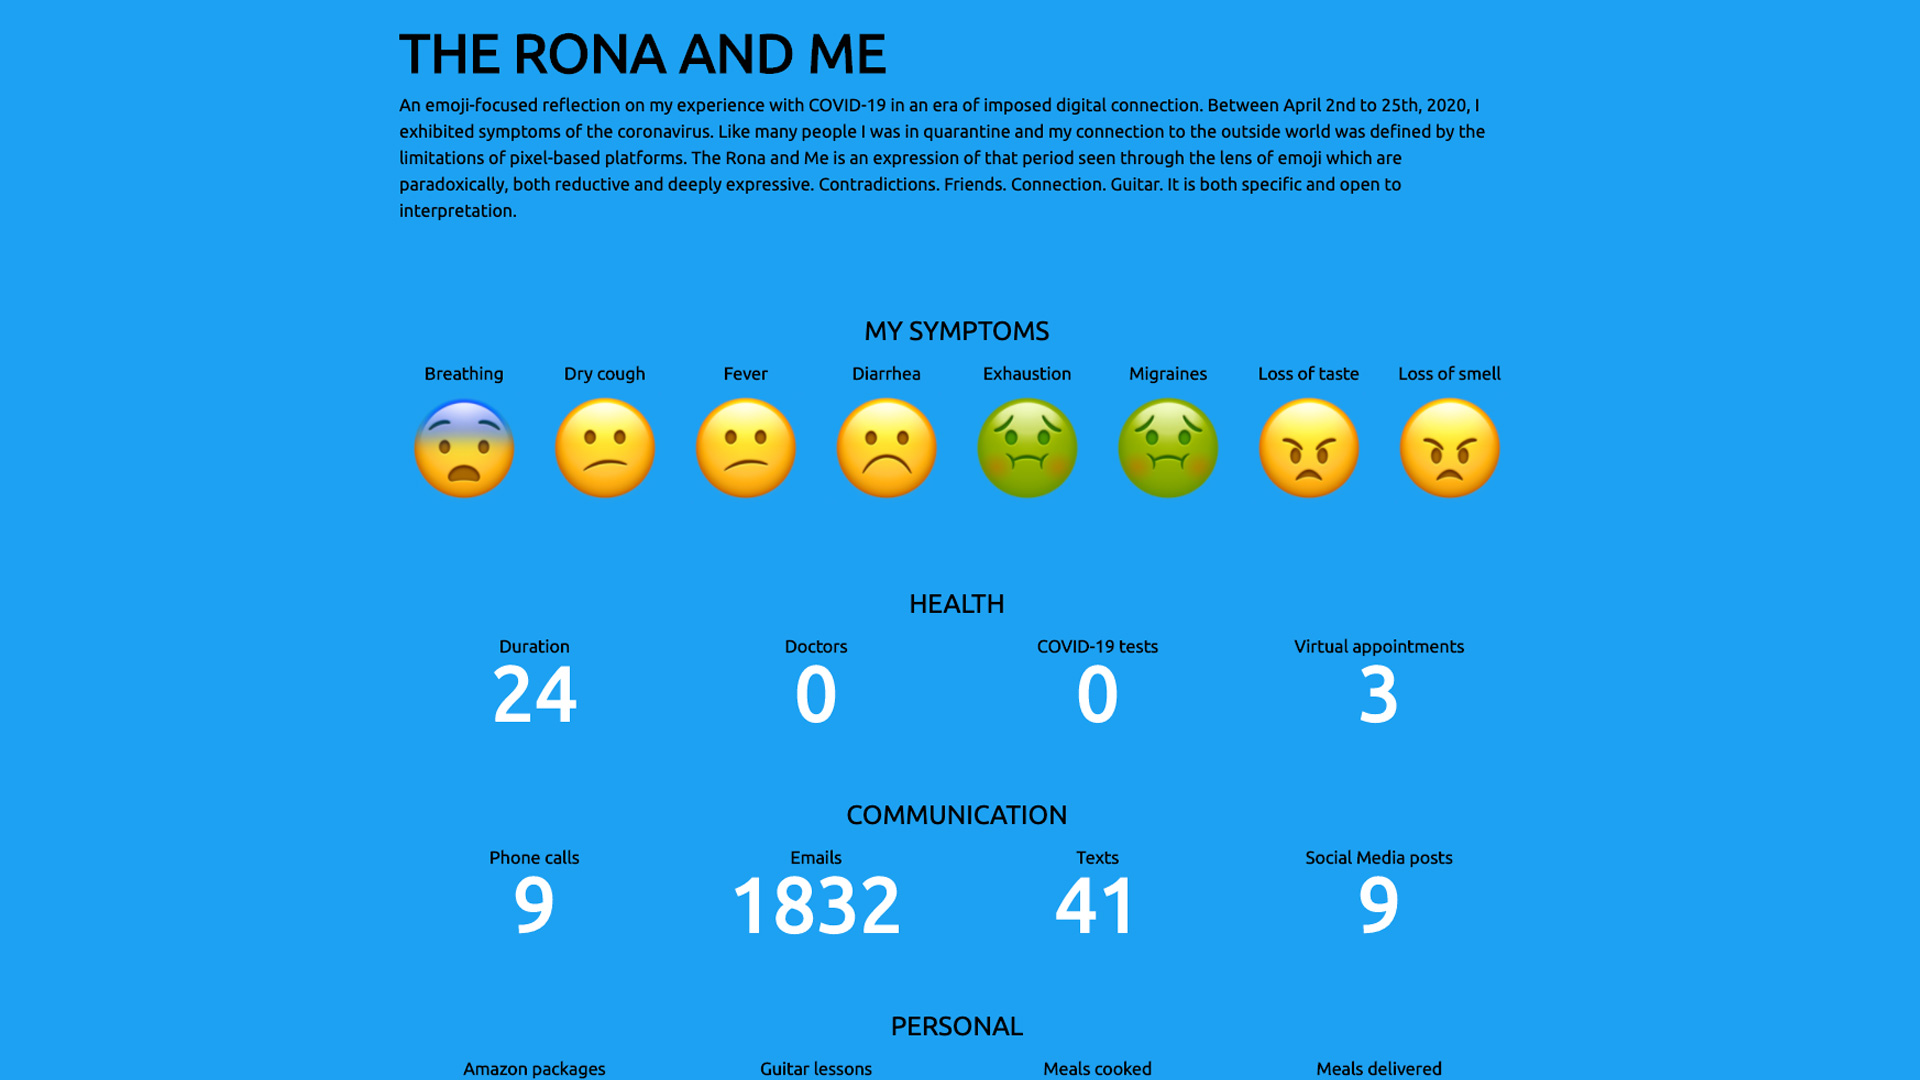 THE RONA AND ME
An emoji-focused reflection on my experience with COVID-19 in an era of imposed digital connection. Between April 2nd to 25th, 2020, I
exhibited symptoms of the coronavirus. Like many people I was in quarantine and my connection to the outside world was defined by the
limitations of pixel-based platforms. The Rona and Me is an expression of that period seen through the lens of emoji which are
paradoxically, both reductive and deeply expressive. Contradictions. Friends. Connection. Guitar. It is both specific and open to
interpretation.
MY SYMPTOMS
Breathing Dry cough Fever Diarrhea Exhaustion Migraines Loss of taste Loss of smell
HEALTH
Duration Doctors COVID-19 tests Virtual appointments
24 0 0 3
COMMUNICATION
Phone calls Emails Texts Social Media posts
9 1832 41 9
PERSONAL
Amazon packages Guitar lessons Meals cooked Meals delivered